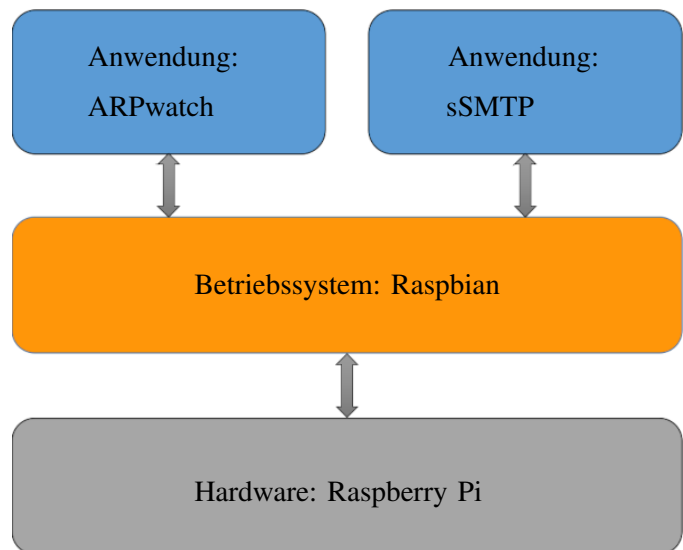 Anwendung:
ARPwatch
Anwendung:
sSMTP
Betriebssystem: Raspbian
Hardware: Raspberry Pi